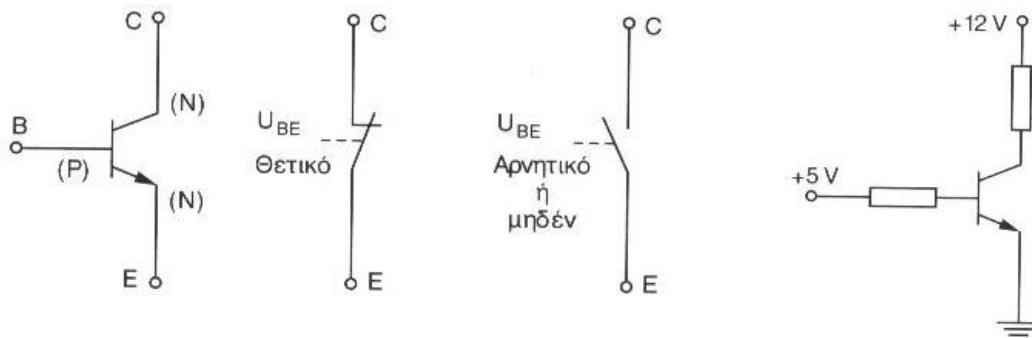 C
(N)
B
(P)
(N)
E
C
U_BE
Θετικό
E
C
U_BE
Αρνητικό
ή
μηδέν
E
+12 V
+5 V